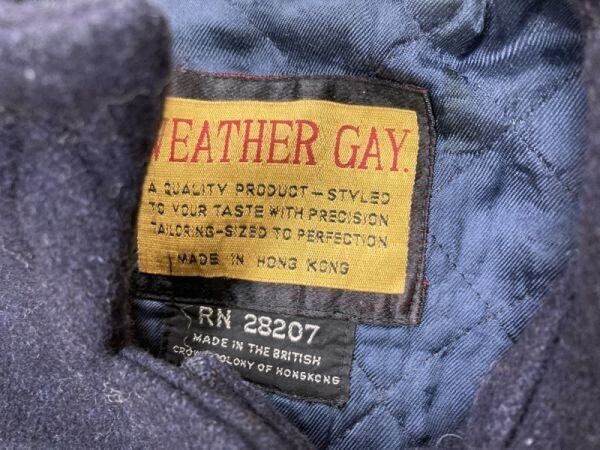 WEATHER GAY.
A QUALITY PRODUCT—STYLED
TO YOUR TASTE WITH PRECISION
TAILORING-SIZED TO PERFECTION
MADE IN HONG KONG
RN 28207
MADE IN THE BRITISH
CROWN COLONY OF HONGKONG